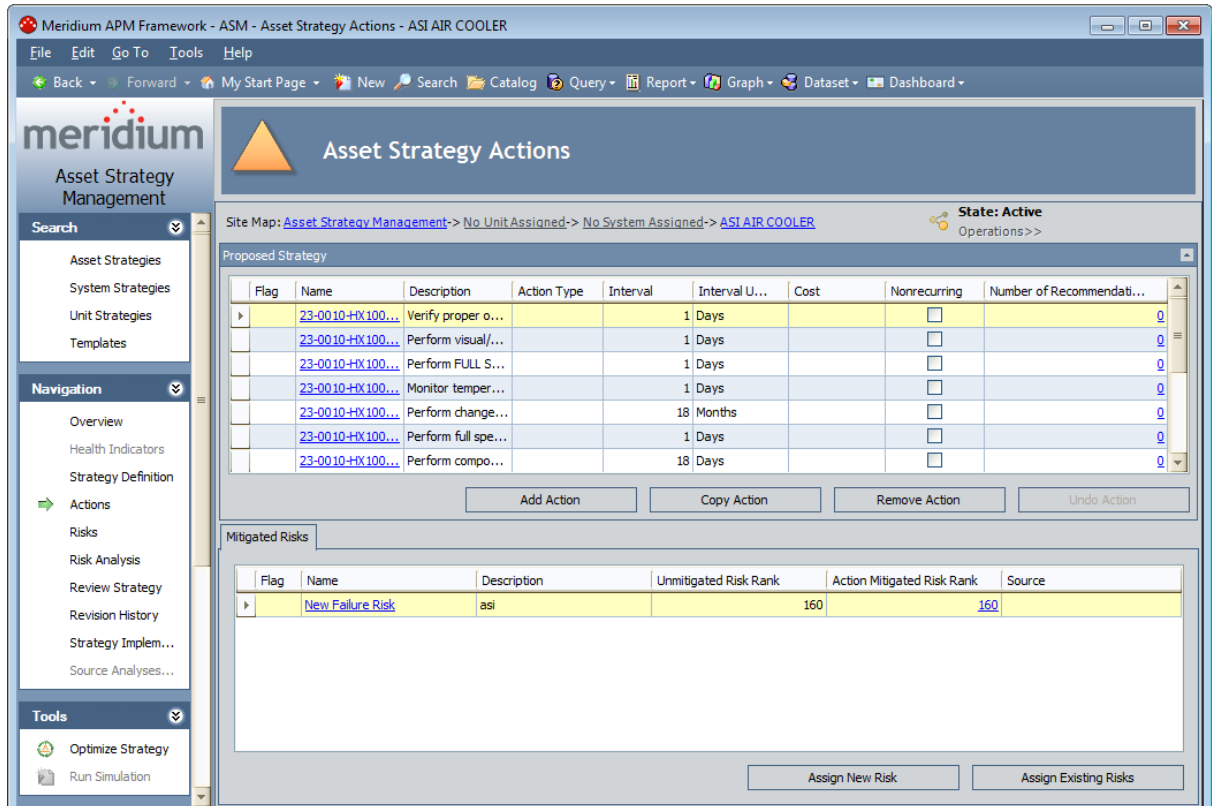 Meridium APM Framework - ASM - Asset Strategy Actions - ASI AIR COOLER
File Edit Go To Tools Help
Back Forward My Start Page New Search Catalog Query Report Graph Dataset Dashboard
meridium
Asset Strategy
Management
Search
Asset Strategies
System Strategies
Unit Strategies
Templates
Navigation
Overview
Health Indicators
Strategy Definition
Actions
Risks
Risk Analysis
Review Strategy
Revision History
Strategy Implem...
Source Analyses...
Tools
Optimize Strategy
Run Simulation
Asset Strategy Actions
Site Map: Asset Strategy Management-> No Unit Assigned-> No System Assigned-> ASI AIR COOLER
State: Active
Operations>>
Proposed Strategy
Flag Name Description Action Type Interval Interval U... Cost Nonrecurring Number of Recommendati...
23-0010-HX100... Verify proper o... 1 Days 0
23-0010-HX100... Perform visual/... 1 Days 0
23-0010-HX100... Perform FULL S... 1 Days 0
23-0010-HX100... Monitor temper... 1 Days 0
23-0010-HX100... Perform change... 18 Months 0
23-0010-HX100... Perform full spe... 1 Days 0
23-0010-HX100... Perform compo... 18 Days 0
Add Action Copy Action Remove Action Undo Action
Mitigated Risks
Flag Name Description Unmitigated Risk Rank Action Mitigated Risk Rank Source
New Failure Risk asi 160 160
Assign New Risk Assign Existing Risks